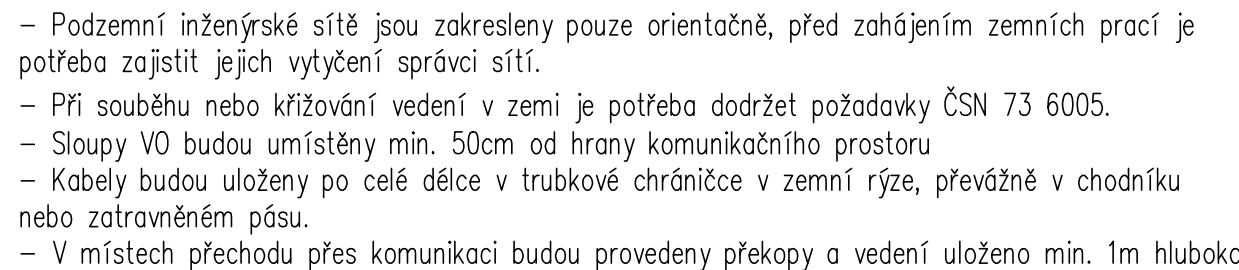 – Podzemní inženýrské sítě jsou zakresleny pouze orientačně, před zahájením zemních prací je
potřeba zajistit jejich vytyčení správci sítí.
– Při souběhu nebo křižování vedení v zemi je potřeba dodržet požadavky ČSN 73 6005.
– Sloupy VO budou umístěny min. 50cm od hrany komunikačního prostoru
– Kabely budou uloženy po celé délce v trubkové chráničce v zemní rýze, převážně v chodníku
nebo zatravněném pásu.
– V místech přechodu přes komunikaci budou provedeny překopy a vedení uloženo min. 1m hluboko